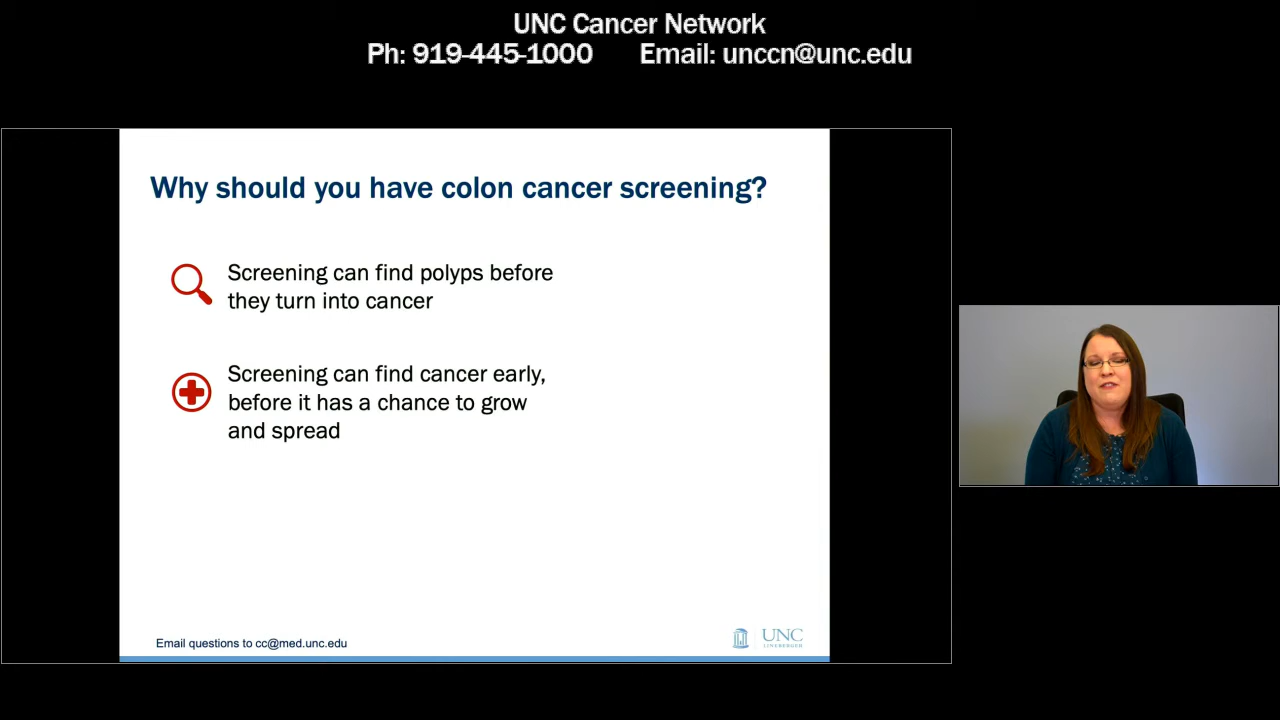 UNC Cancer Network
Ph: 919-445-1000 Email: unccn@unc.edu
Why should you have colon cancer screening?
Screening can find polyps before
they turn into cancer
Screening can find cancer early,
before it has a chance to grow
and spread
Email questions to cc@med.unc.edu
UNC
LINEBERGER